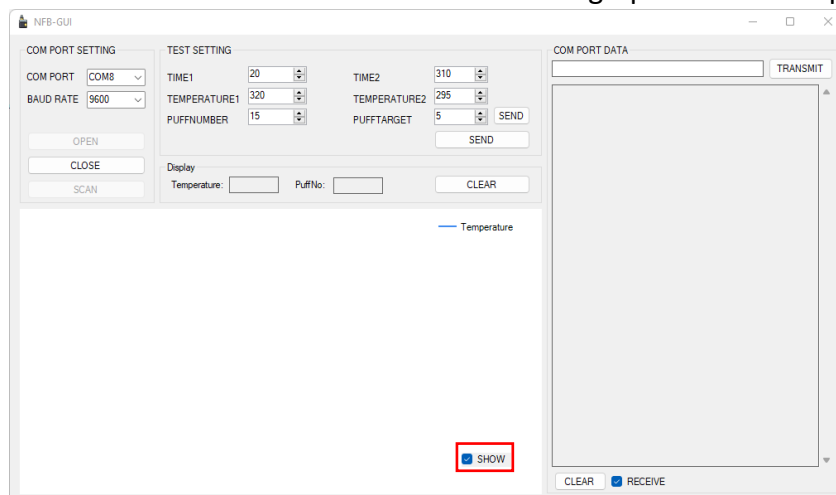 NFB-GUI
COM PORT SETTING
COM PORT COM8
BAUD RATE 9600
OPEN
CLOSE
SCAN
TEST SETTING
TIME1 20 TIME2 310
TEMPERATURE1 320 TEMPERATURE2 295
PUFFNUMBER 15 PUFFTARGET 5 SEND
SEND
Display
Temperature: PuffNo: CLEAR
Temperature
SHOW
COM PORT DATA
TRANSMIT
CLEAR RECEIVE